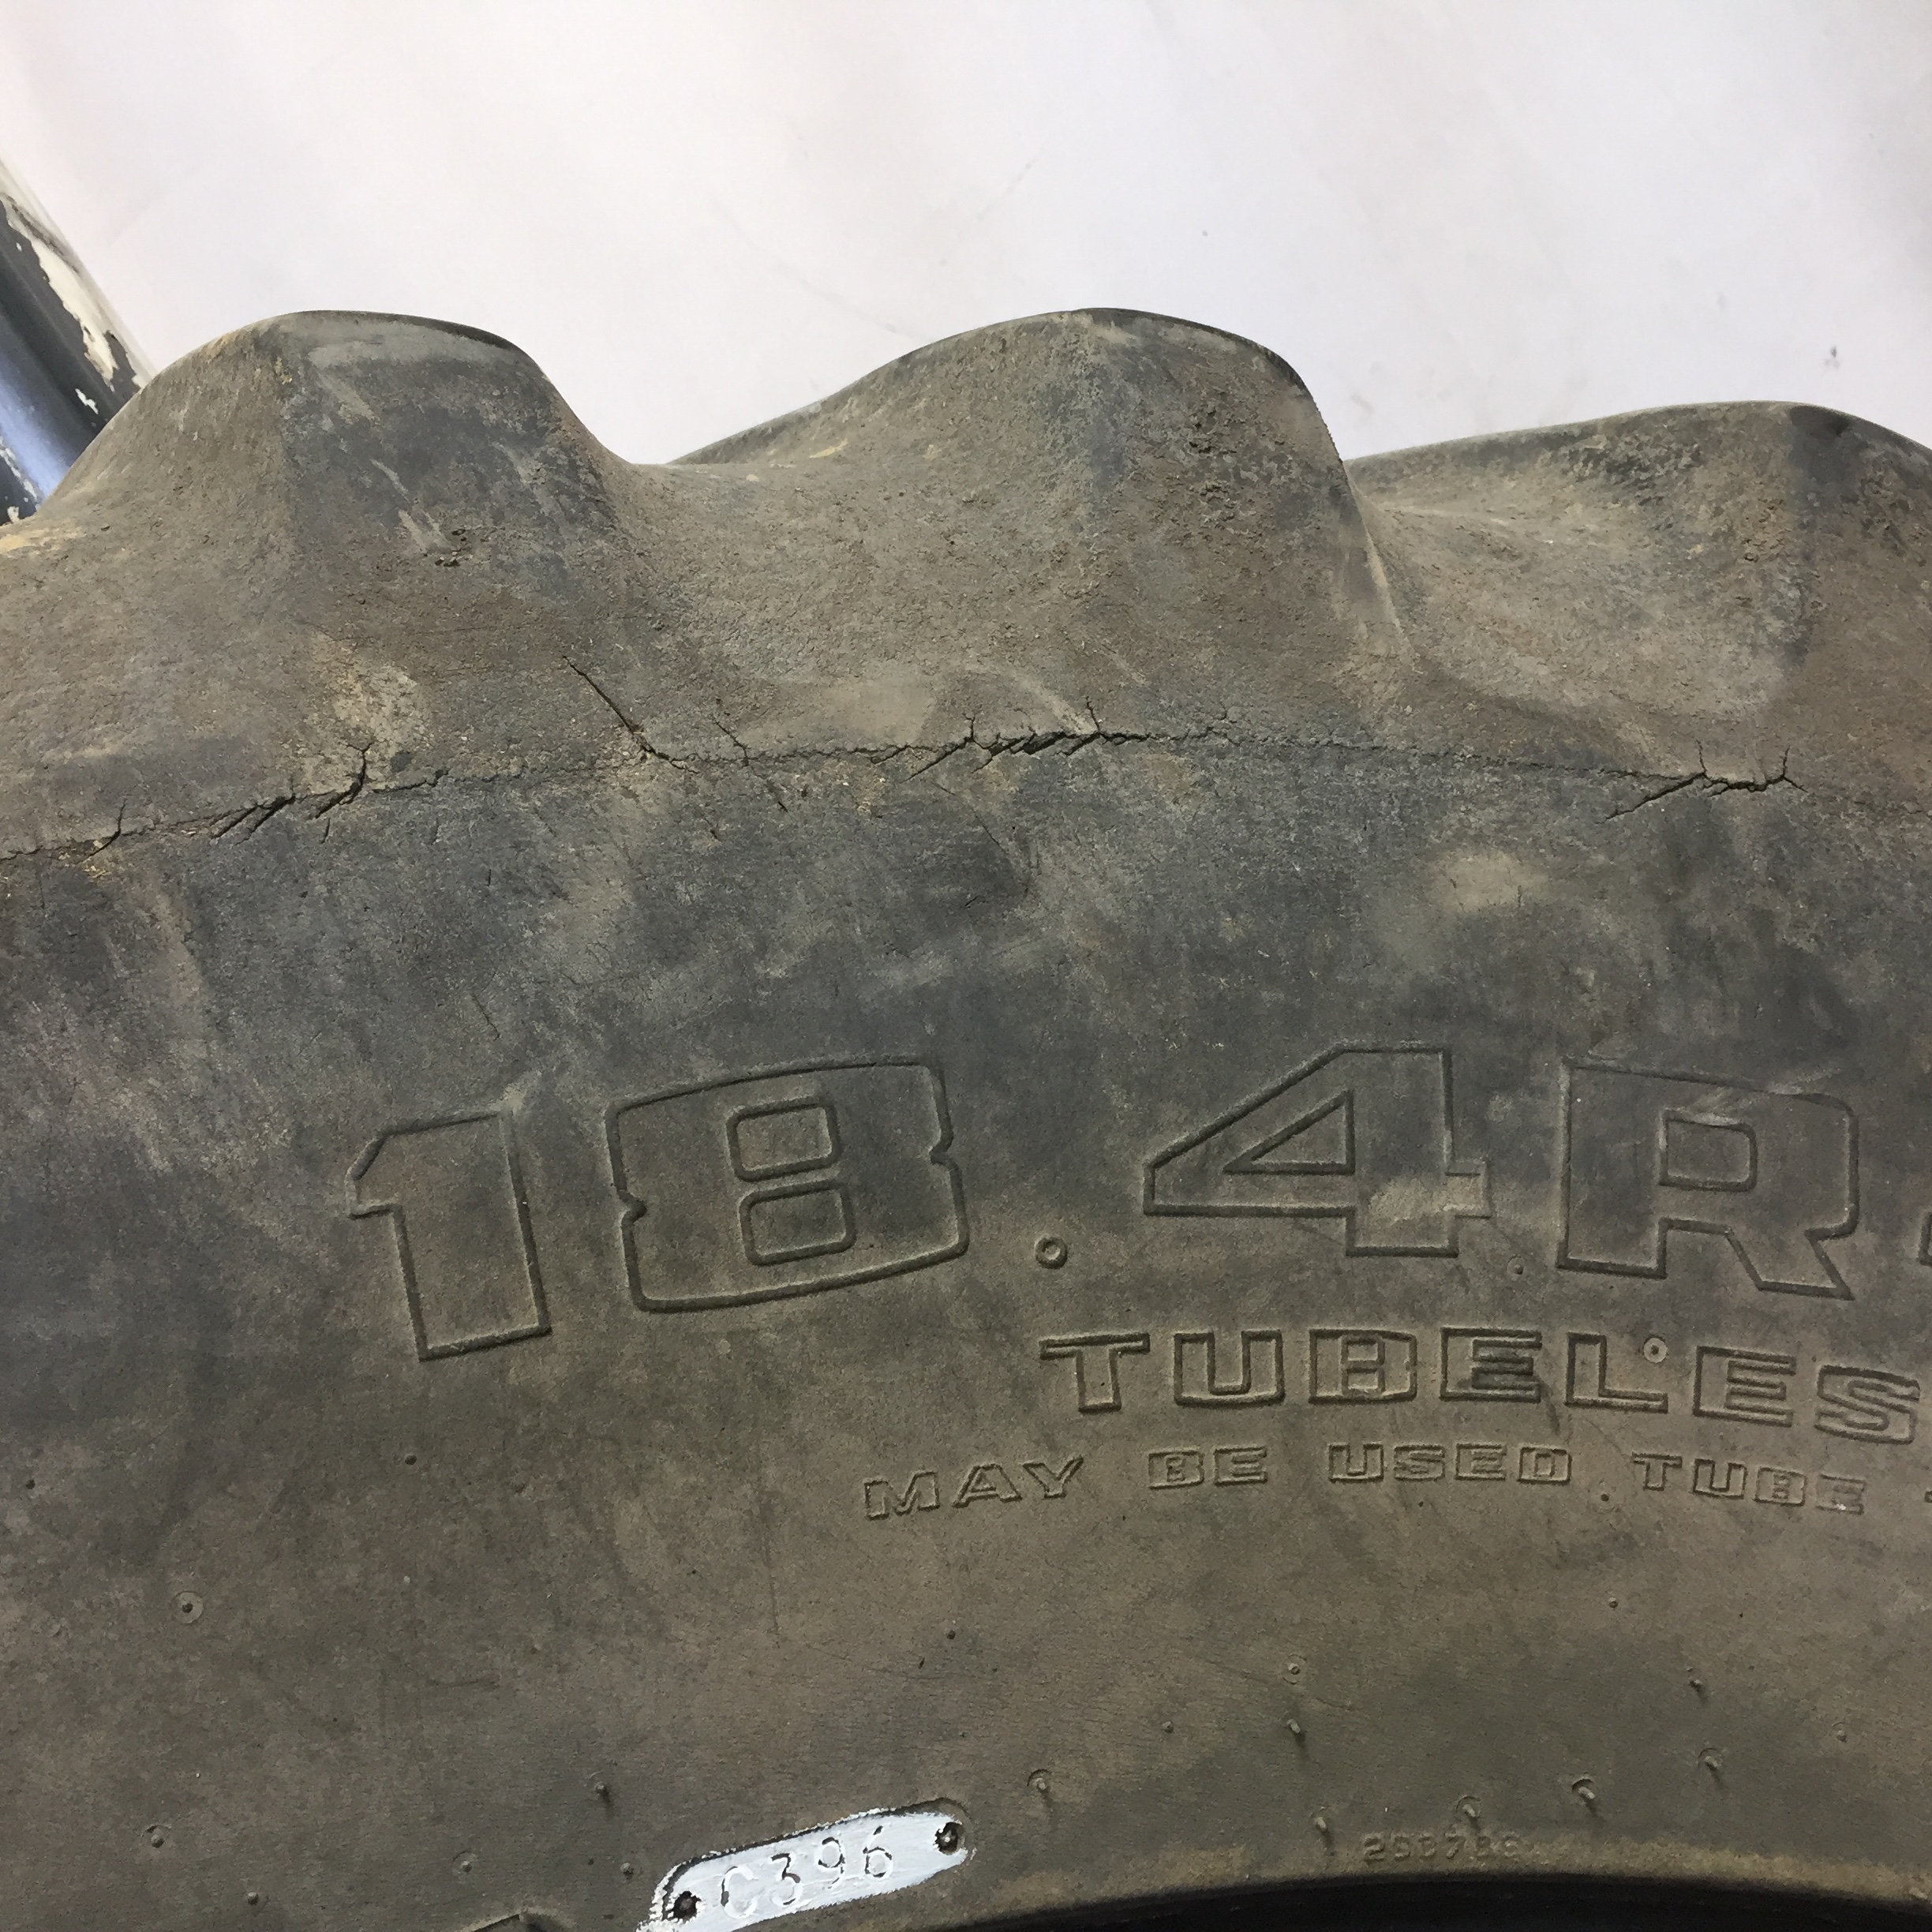 18.4R
TUBELES
MAY BE USED TUBE
C396